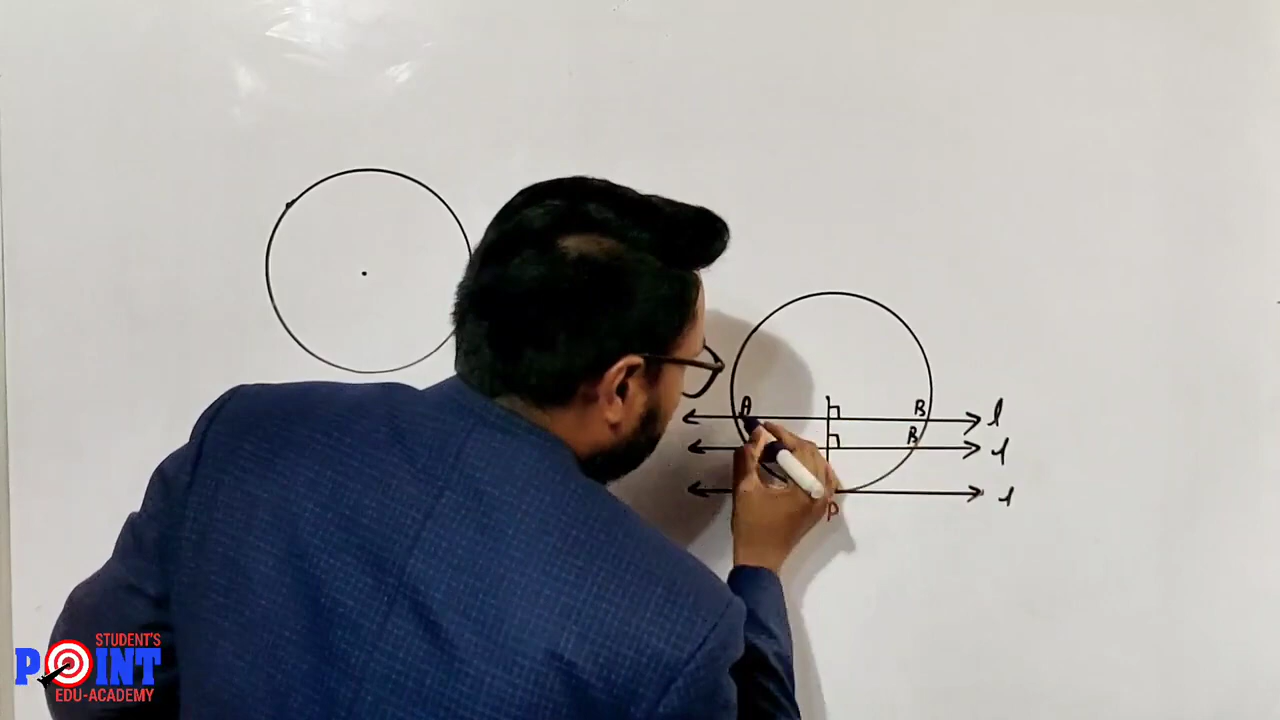 A B l
B l
l
P
STUDENT'S
POINT
EDU-ACADEMY